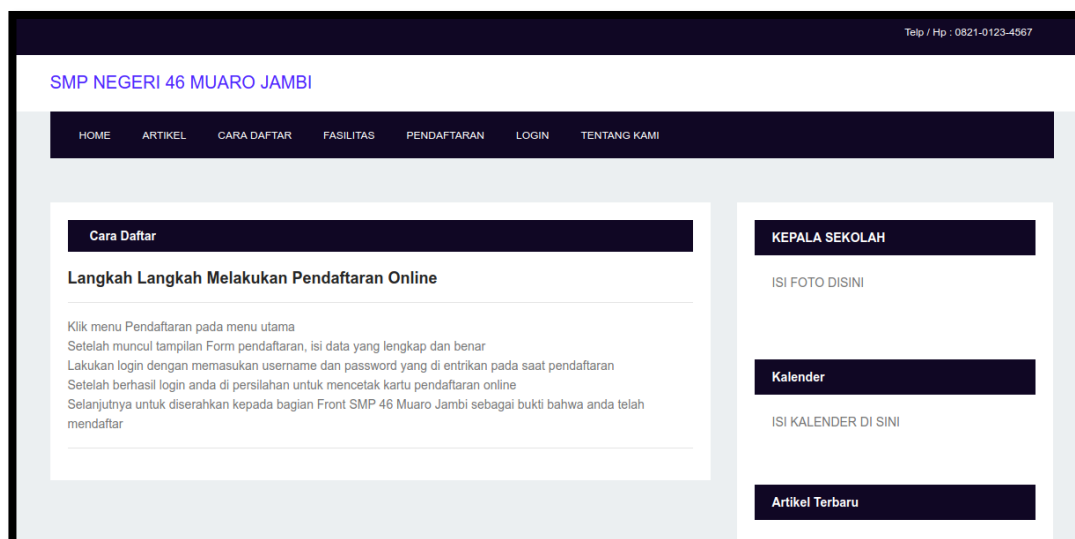 Telp / Hp : 0821-0123-4567
SMP NEGERI 46 MUARO JAMBI
HOME ARTIKEL CARA DAFTAR FASILITAS PENDAFTARAN LOGIN TENTANG KAMI
Cara Daftar
Langkah Langkah Melakukan Pendaftaran Online
Klik menu Pendaftaran pada menu utama
Setelah muncul tampilan Form pendaftaran, isi data yang lengkap dan benar
Lakukan login dengan memasukan username dan password yang di entrikan pada saat pendaftaran
Setelah berhasil login anda di persilahan untuk mencetak kartu pendaftaran online
Selanjutnya untuk diserahkan kepada bagian Front SMP 46 Muaro Jambi sebagai bukti bahwa anda telah
mendaftar
KEPALA SEKOLAH
ISI FOTO DISINI
Kalender
ISI KALENDER DI SINI
Artikel Terbaru